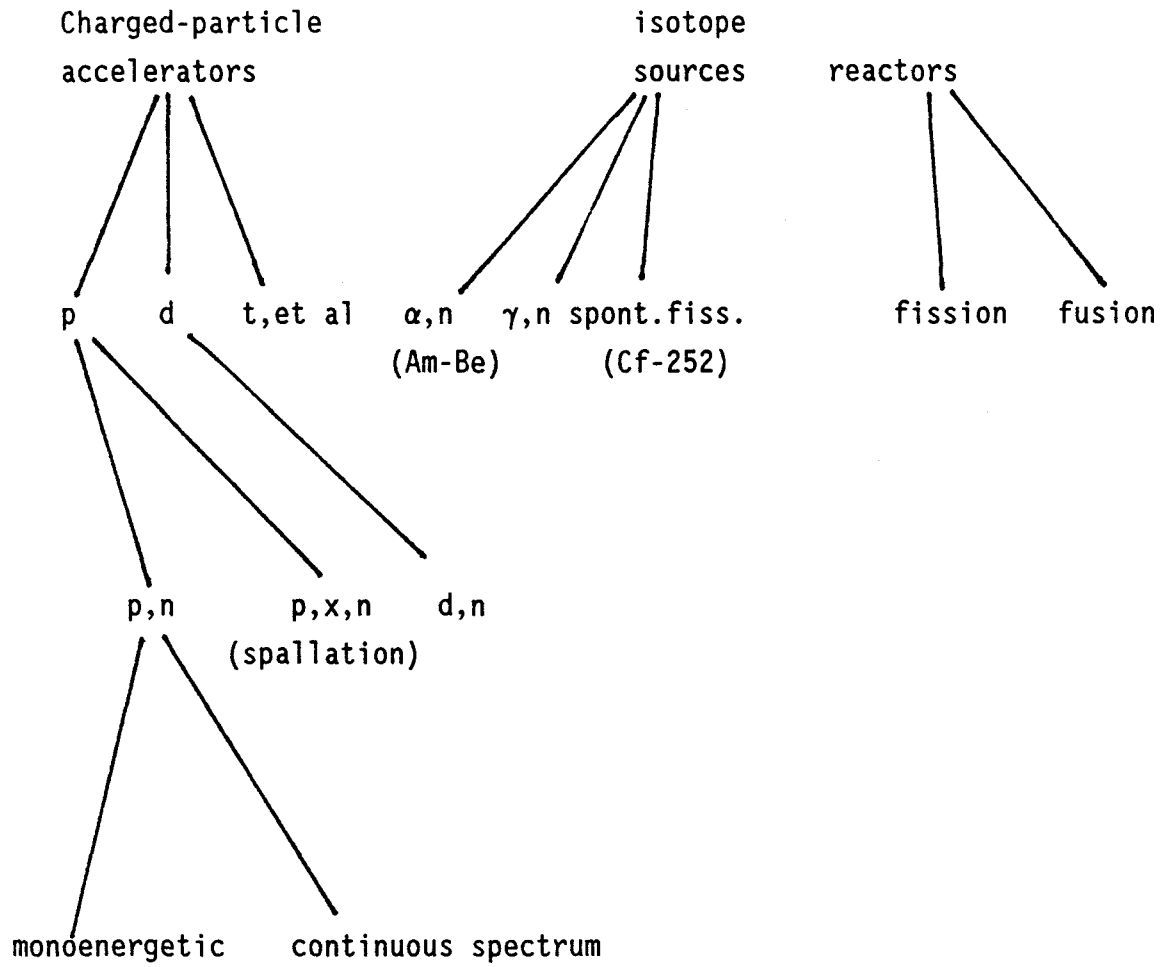 Charged-particle
accelerators
isotope
sources
reactors
p
d
t,et al
α,n
(Am-Be)
γ,n
spont.fiss.
(Cf-252)
fission
fusion
p,n
p,x,n
(spallation)
d,n
monoenergetic
continuous spectrum